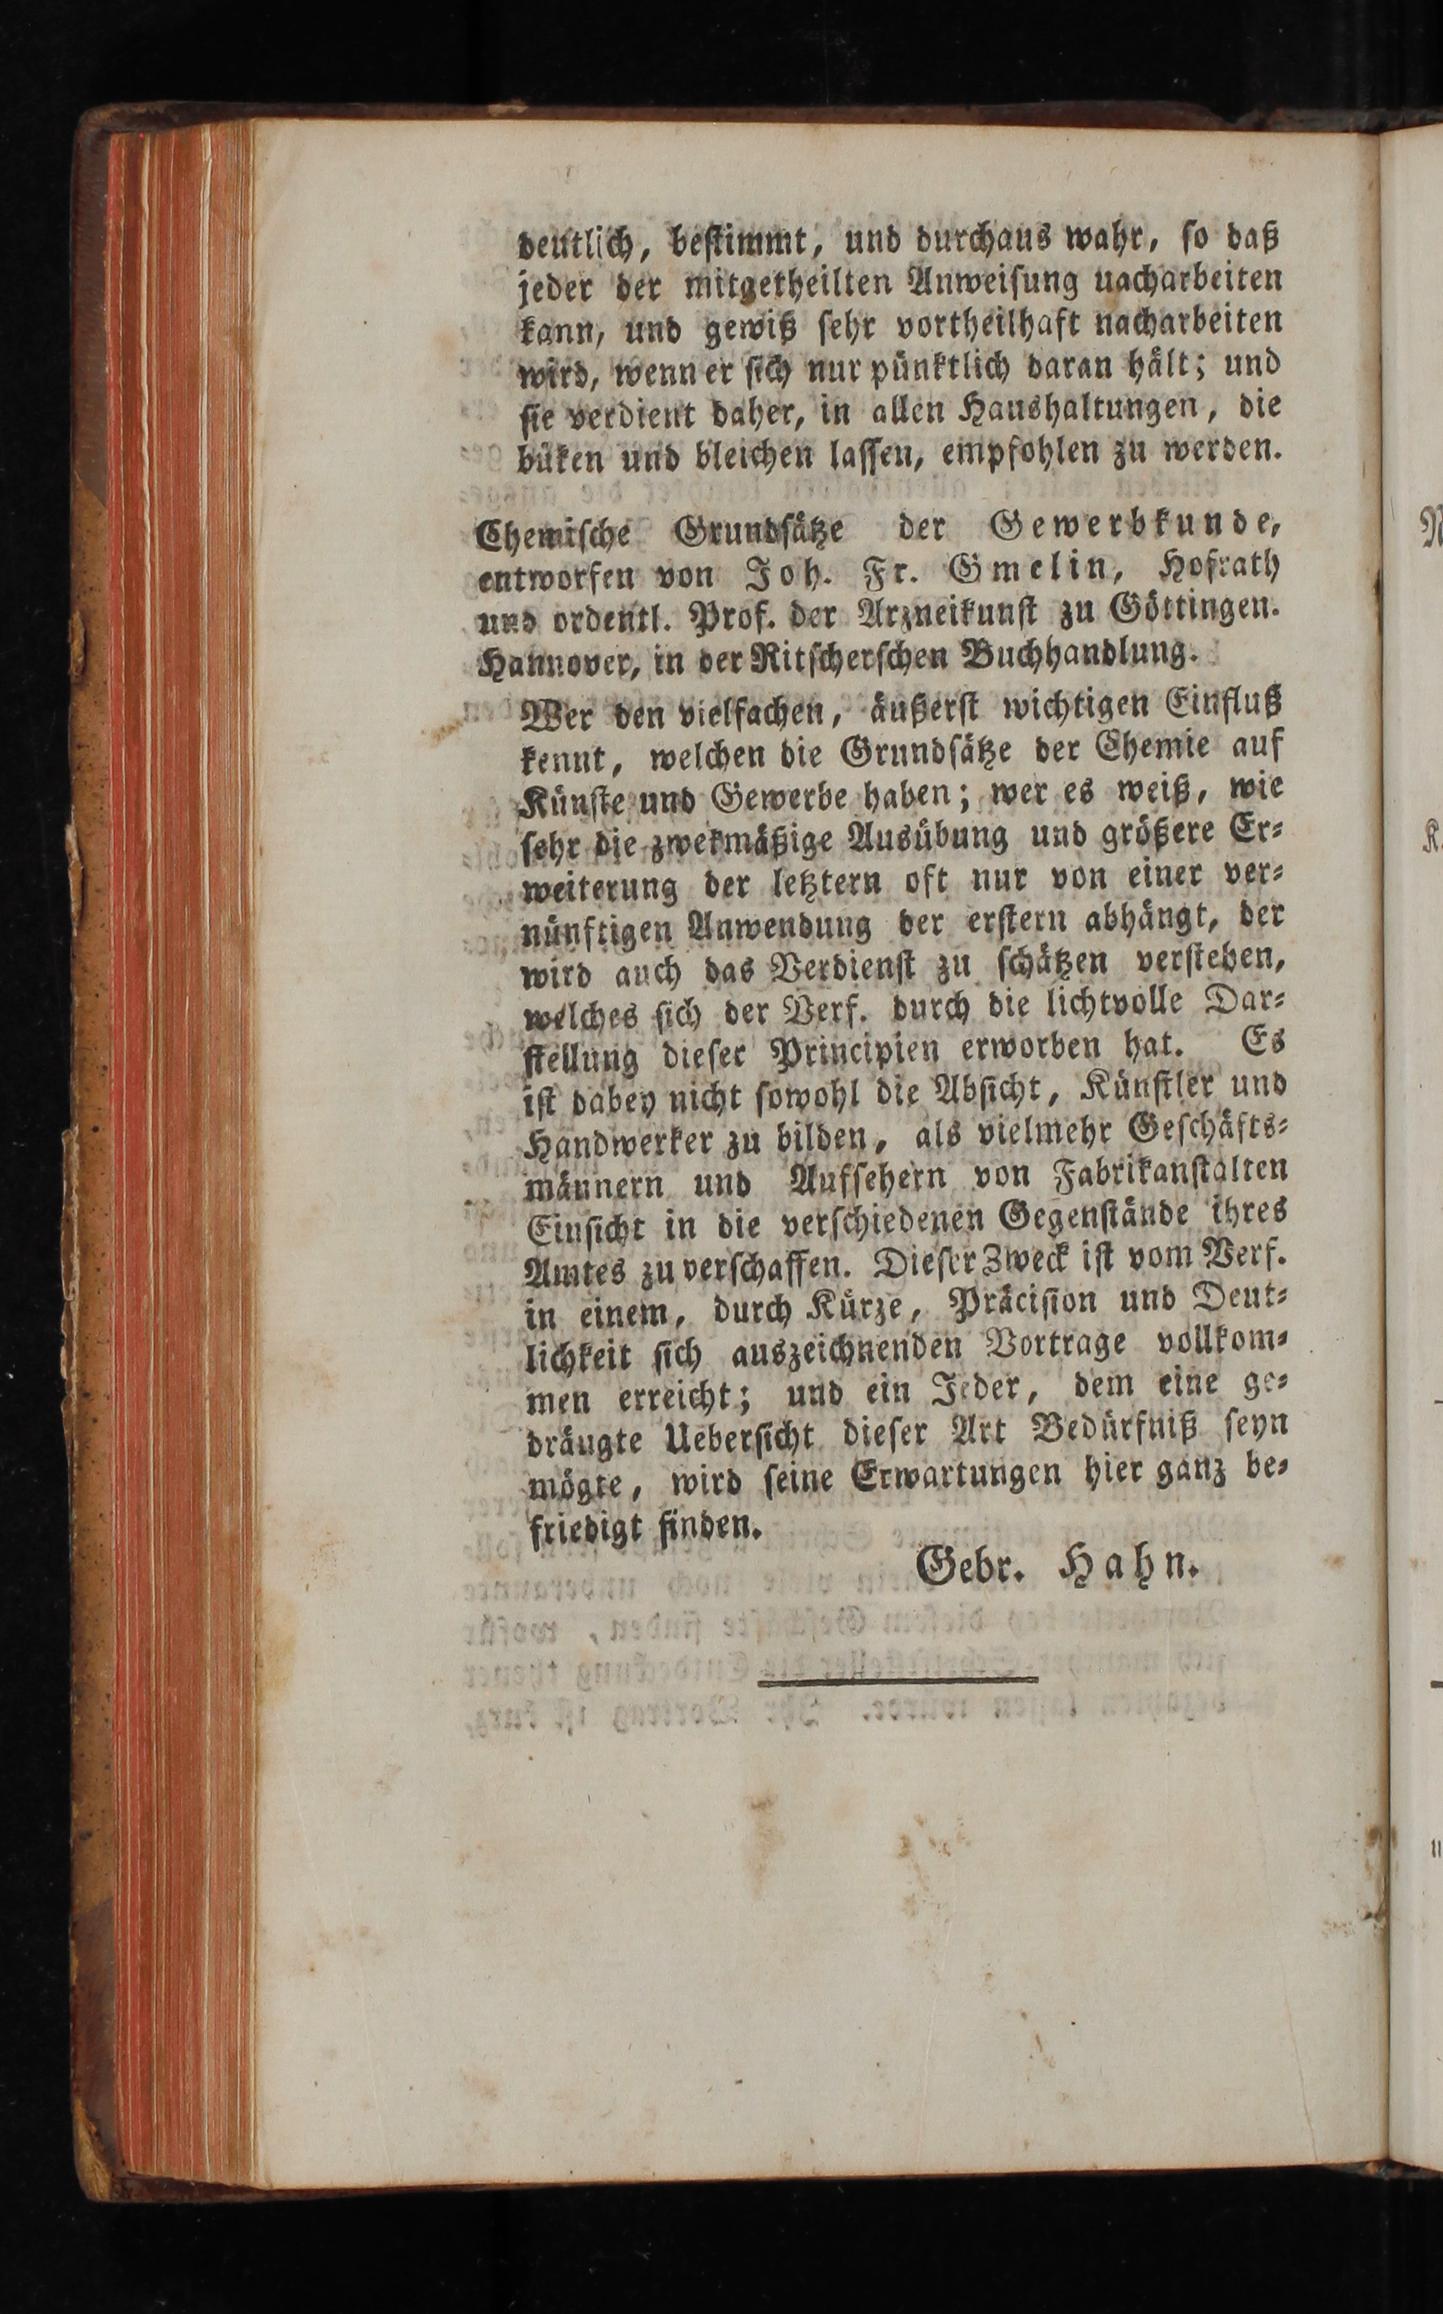 deutlich, beſtimmt, und durchaus wahr, ſo daß
jeder der mitgetheilten Anweiſung uacharbeiten
kann, und gewiß ſehr vortheilhaft nacharbeiten
wird, wenn er ſich nur pünktlich daran hält; und
ſie verdient daher, in allen Haushaltungen, die
büken und bleichen laſſen, empfohlen zu werden.
Chemiſche Grundſätze der Gewerbkunde,
entworfen von Joh. Fr. Gmelin, Hofrath
und ordentl. Prof. der Arzneikunſt zu Göttingen.
Hannover, in der Ritſcherſchen Buchhandlung.
Wer den vielfachen, äußerſt wichtigen Einfluß
kennt, welchen die Grundſätze der Chemie auf
Künſte und Gewerbe haben; wer es weiß, wie
ſehr die zwekmäßige Ausübung und größere Er⸗
weiterung der letztern oft nur von einer ver⸗
nünftigen Anwendung der erſtern abhängt, der
wird auch das Verdienſt zu ſchätzen verſtehen,
welches ſich der Verf. durch die lichtvolle Dar⸗
ſtellung dieſer Principien erworben hat. Es
iſt dabey nicht ſowohl die Abſicht, Künſtler und
Handwerker zu bilden, als vielmehr Geſchäfts⸗
männern und Aufſehern von Fabrikanſtalten
Einſicht in die verſchiedenen Gegenſtände ihres
Amtes zu verſchaffen. Dieſer Zweck iſt vom Verf.
in einem, durch Kürze, Präciſion und Deut⸗
lichkeit ſich auszeichnenden Vortrage vollkom⸗
men erreicht; und ein Jeder, dem eine ge⸗
drängte Ueberſicht dieſer Art Bedürfniß ſeyn
mögte, wird ſeine Erwartungen hier ganz be⸗
friedigt finden.
Gebr. Hahn.